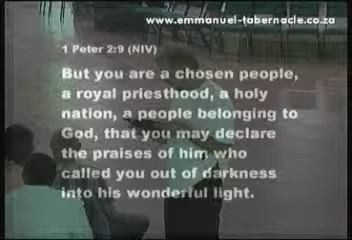 www.emmanuel-tabernacle.co.za
1 Peter 2:9 (NIV)
But you are a chosen people,
a royal priesthood, a holy
nation, a people belonging to
God, that you may declare
the praises of him who
called you out of darkness
into his wonderful light.